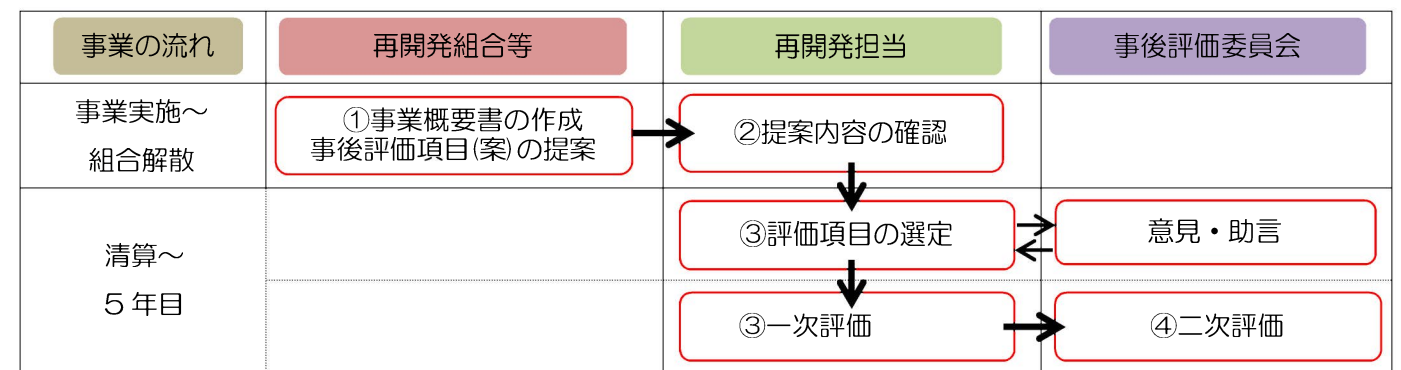 事業の流れ
再開発組合等
再開発担当
事後評価委員会
事業実施～
組合解散
①事業概要書の作成
事後評価項目(案)の提案
②提案内容の確認
清算～
5年目
③評価項目の選定
意見・助言
③一次評価
④二次評価